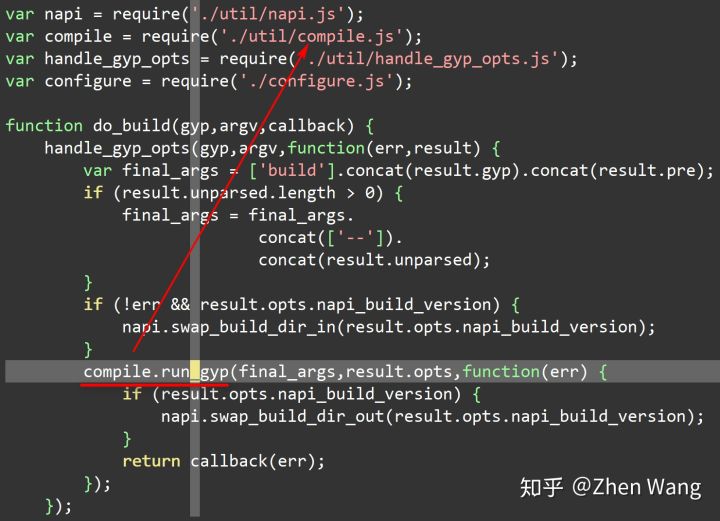 var napi = require('./util/napi.js');
var compile = require('./util/compile.js');
var handle_gyp_opts = require('./util/handle_gyp_opts.js');
var configure = require('./configure.js');

function do_build(gyp,argv,callback) {
    handle_gyp_opts(gyp,argv,function(err,result) {
        var final_args = ['build'].concat(result.gyp).concat(result.pre);
        if (result.unparsed.length > 0) {
            final_args = final_args.
                          concat(['--']).
                          concat(result.unparsed);
        }
        if (!err && result.opts.napi_build_version) {
            napi.swap_build_dir_in(result.opts.napi_build_version);
        }
        compile.run_gyp(final_args,result.opts,function(err) {
            if (result.opts.napi_build_version) {
                napi.swap_build_dir_out(result.opts.napi_build_version);
            }
            return callback(err);
        });
    });
知乎 @Zhen Wang